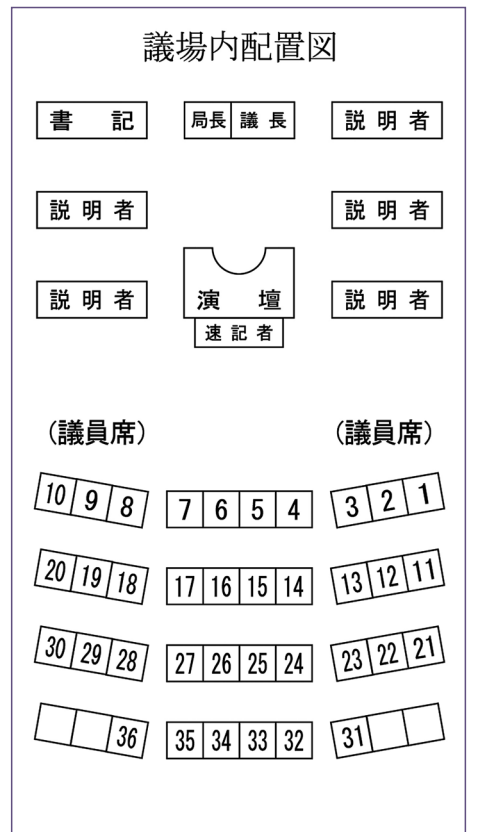 議場内配置図
書 記 局長 議長 説明者
説明者 説明者
説明者 演 壇 説明者
速記者
(議員席) (議員席)
10 9 8 7 6 5 4 3 2 1
20 19 18 17 16 15 14 13 12 11
30 29 28 27 26 25 24 23 22 21
36 35 34 33 32 31